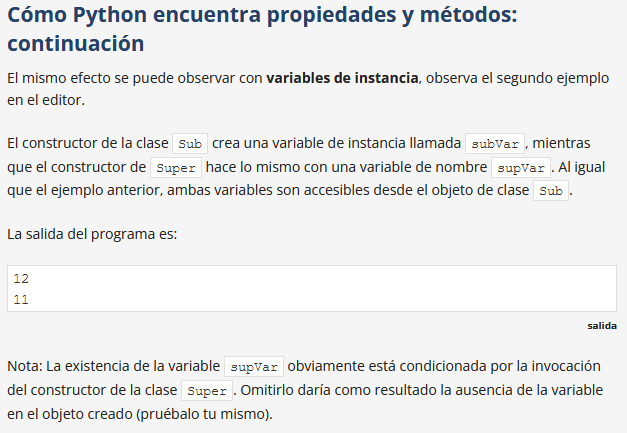 Cómo Python encuentra propiedades y métodos:
continuación
El mismo efecto se puede observar con variables de instancia, observa el segundo ejemplo
en el editor.
El constructor de la clase Sub crea una variable de instancia llamada subVar, mientras
que el constructor de Super hace lo mismo con una variable de nombre supVar. Al igual
que el ejemplo anterior, ambas variables son accesibles desde el objeto de clase Sub.
La salida del programa es:
12
11
salida
Nota: La existencia de la variable supVar obviamente está condicionada por la invocación
del constructor de la clase Super. Omitirlo daría como resultado la ausencia de la variable
en el objeto creado (pruébalo tu mismo).